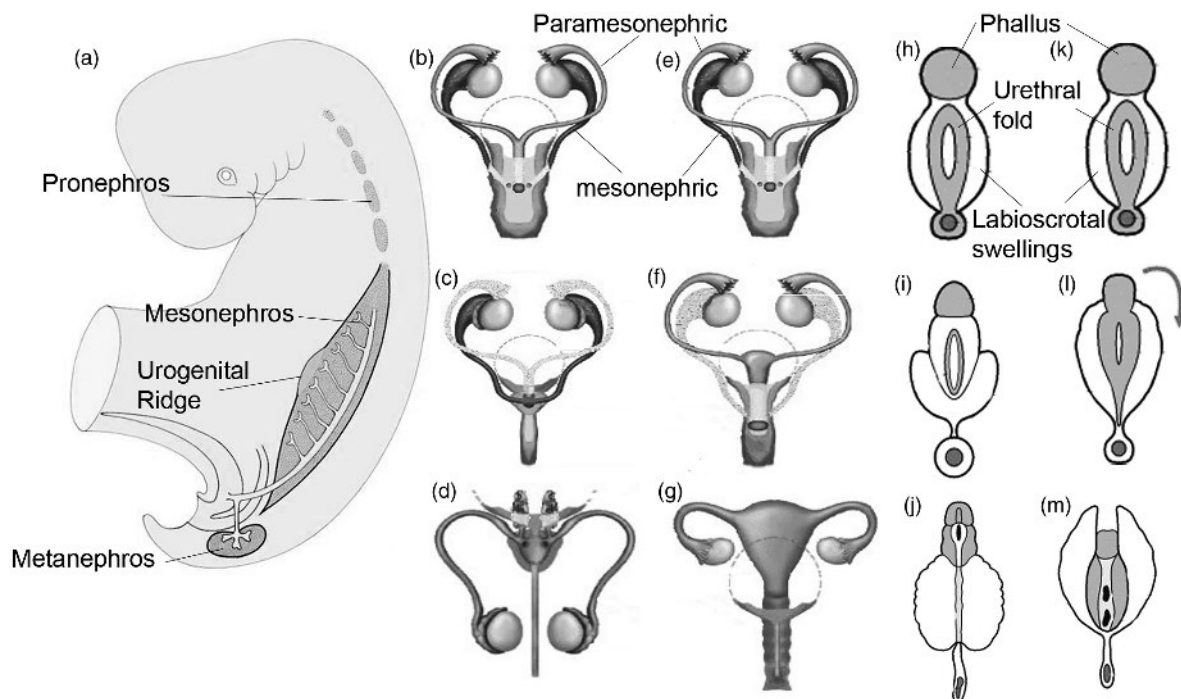 (a)
Pronephros
Mesonephros
Urogenital
Ridge
Metanephros
Paramesonephric
(b)
(e)
mesonephric
(c)
(f)
(d)
(g)
Phallus
(h)
(k)
Urethral
fold
Labioscrotal
swellings
(i)
(l)
(j)
(m)